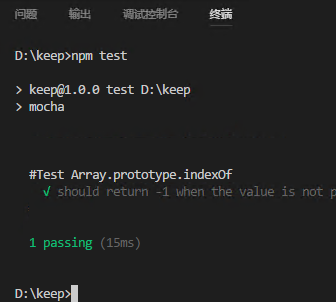 问题 输出 调试控制台 终端
D:\keep>npm test
> keep@1.0.0 test D:\keep
> mocha
#Test Array.prototype.indexOf
√ should return -1 when the value is not p
1 passing (15ms)
D:\keep>